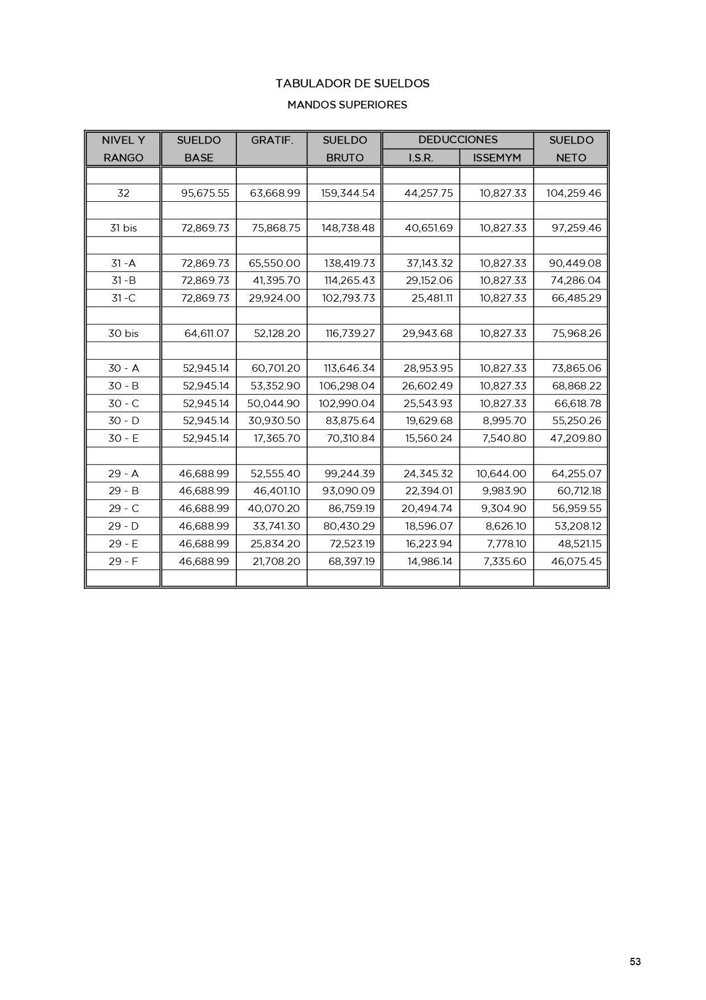 TABULADOR DE SUELDOS
MANDOS SUPERIORES
NIVEL Y SUELDO GRATIF. SUELDO DEDUCCIONES SUELDO
RANGO BASE BRUTO I.S.R. ISSEMYM NETO
32 95,675.55 63,668.99 159,344.54 44,257.75 10,827.33 104,259.46
31 bis 72,869.73 75,868.75 148,738.48 40,651.69 10,827.33 97,259.46
31 -A 72,869.73 65,550.00 138,419.73 37,143.32 10,827.33 90,449.08
31 -B 72,869.73 41,395.70 114,265.43 29,152.06 10,827.33 74,286.04
31 -C 72,869.73 29,924.00 102,793.73 25,481.11 10,827.33 66,485.29
30 bis 64,611.07 52,128.20 116,739.27 29,943.68 10,827.33 75,968.26
30 - A 52,945.14 60,701.20 113,646.34 28,953.95 10,827.33 73,865.06
30 - B 52,945.14 53,352.90 106,298.04 26,602.49 10,827.33 68,868.22
30 - C 52,945.14 50,044.90 102,990.04 25,543.93 10,827.33 66,618.78
30 - D 52,945.14 30,930.50 83,875.64 19,629.68 8,995.70 55,250.26
30 - E 52,945.14 17,365.70 70,310.84 15,560.24 7,540.80 47,209.80
29 - A 46,688.99 52,555.40 99,244.39 24,345.32 10,644.00 64,255.07
29 - B 46,688.99 46,401.10 93,090.09 22,394.01 9,983.90 60,712.18
29 - C 46,688.99 40,070.20 86,759.19 20,494.74 9,304.90 56,959.55
29 - D 46,688.99 33,741.30 80,430.29 18,596.07 8,626.10 53,208.12
29 - E 46,688.99 25,834.20 72,523.19 16,223.94 7,778.10 48,521.15
29 - F 46,688.99 21,708.20 68,397.19 14,986.14 7,335.60 46,075.45
53